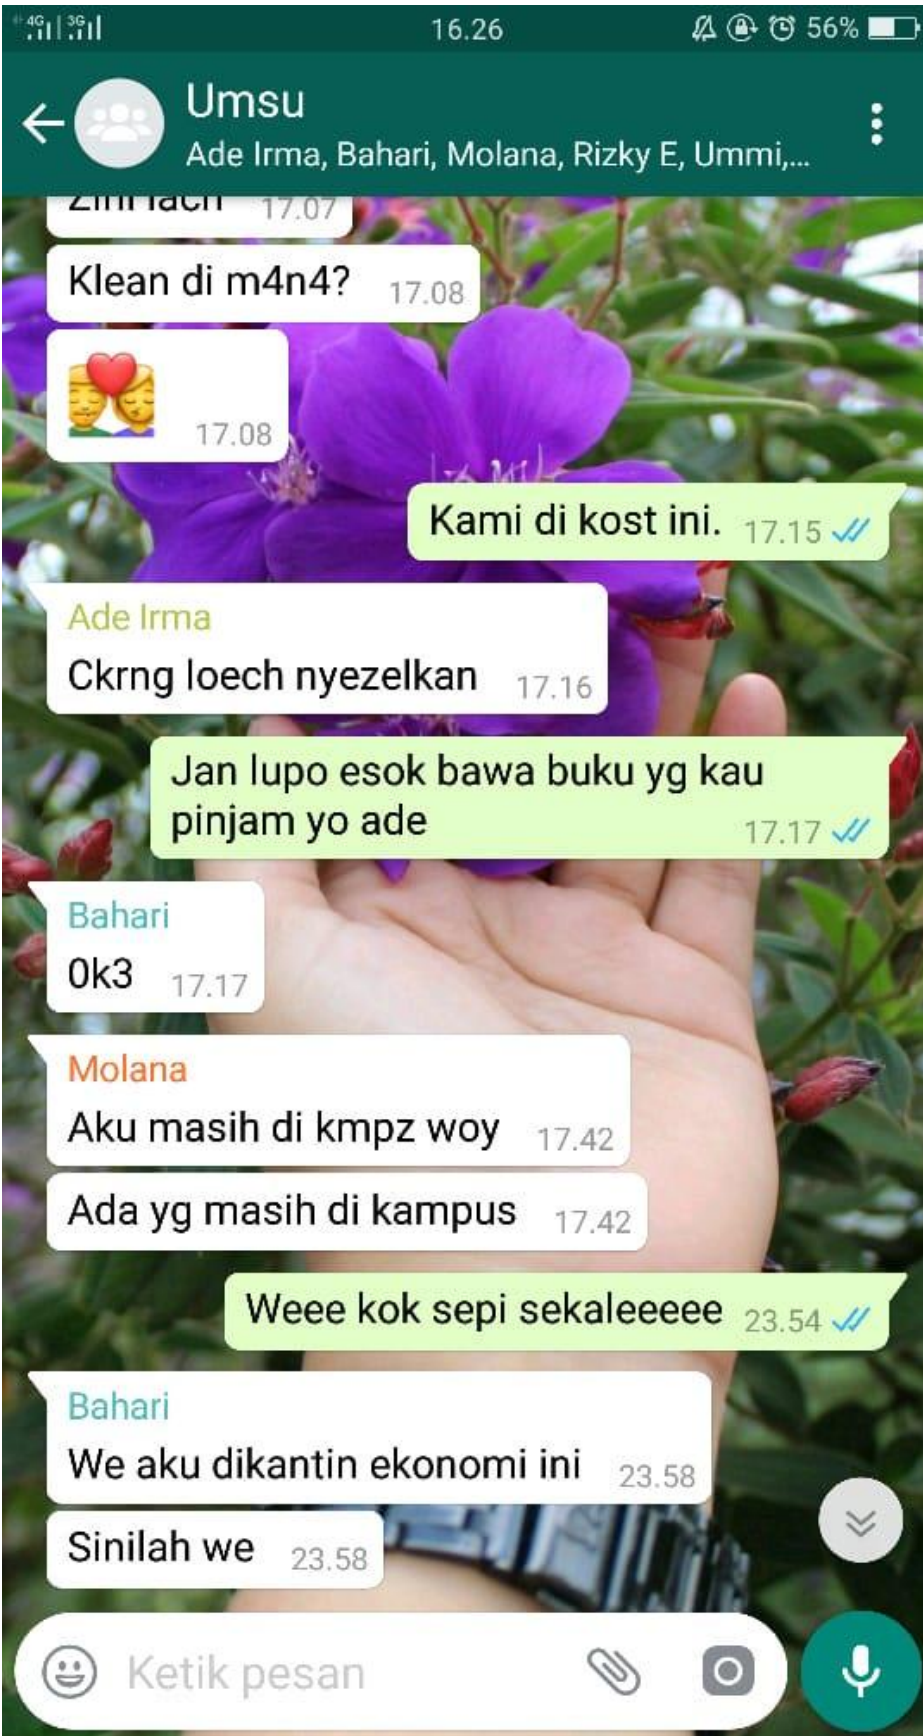 4G 3G 16.26 56%
Umsu
Ade Irma, Bahari, Molana, Rizky E, Ummi,...
Zini lach 17.07
Klean di m4n4? 17.08
17.08
Kami di kost ini. 17.15
Ade Irma
Ckrng loech nyezelkan 17.16
Jan lupo esok bawa buku yg kau
pinjam yo ade 17.17
Bahari
0k3 17.17
Molana
Aku masih di kmpz woy 17.42
Ada yg masih di kampus 17.42
Weee kok sepi sekaleeeee 23.54
Bahari
We aku dikantin ekonomi ini 23.58
Sinilah we 23.58
Ketik pesan